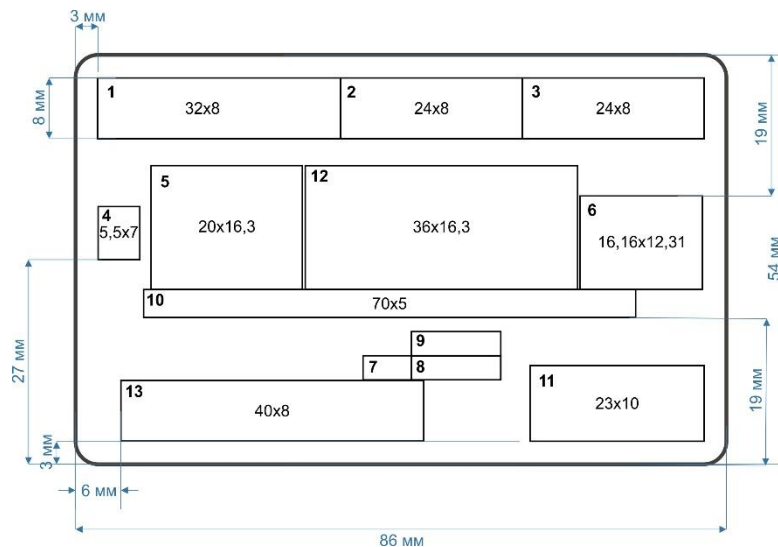 3 мм
1
32x8
2
24x8
3
24x8
8 мм
19 мм
5
20x16,3
12
36x16,3
4
5,5x7
6
16,16x12,31
54 мм
10
70x5
27 мм
9
7
8
19 мм
13
40x8
11
23x10
3 мм
6 мм
86 мм